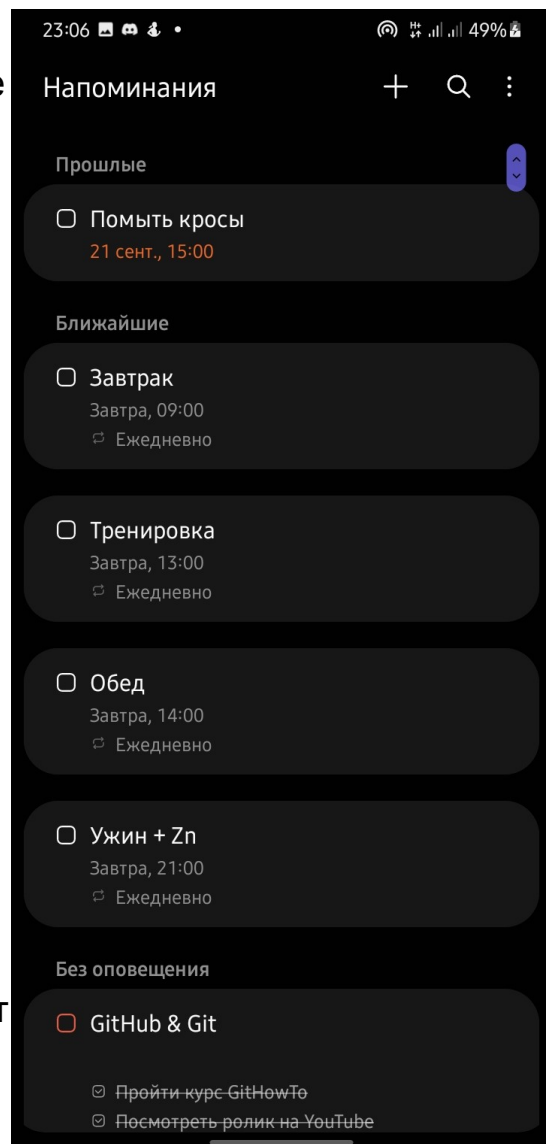 23:06
49%
е
Напоминания
Прошлые
Помыть кросы
21 сент., 15:00
Ближайшие
Завтрак
Завтра, 09:00
Ежедневно
Тренировка
Завтра, 13:00
Ежедневно
Обед
Завтра, 14:00
Ежедневно
Ужин + Zn
Завтра, 21:00
Ежедневно
Без оповещения
т
GitHub & Git
Пройти курс GitHowTo
Посмотреть ролик на YouTube